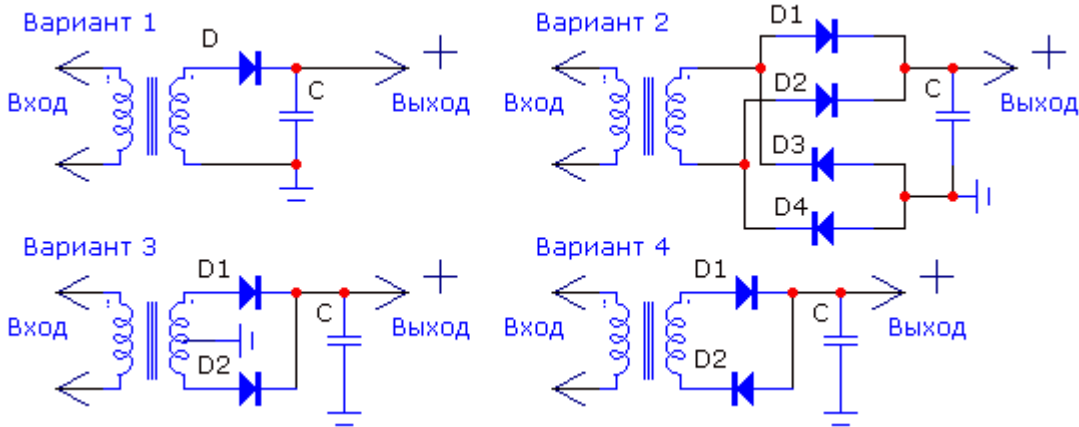 Вариант 1
D
C
Вход
Выход
+
Вариант 2
D1
D2
D3
D4
C
Вход
Выход
+
Вариант 3
D1
D2
C
Вход
Выход
+
Вариант 4
D1
D2
C
Вход
Выход
+